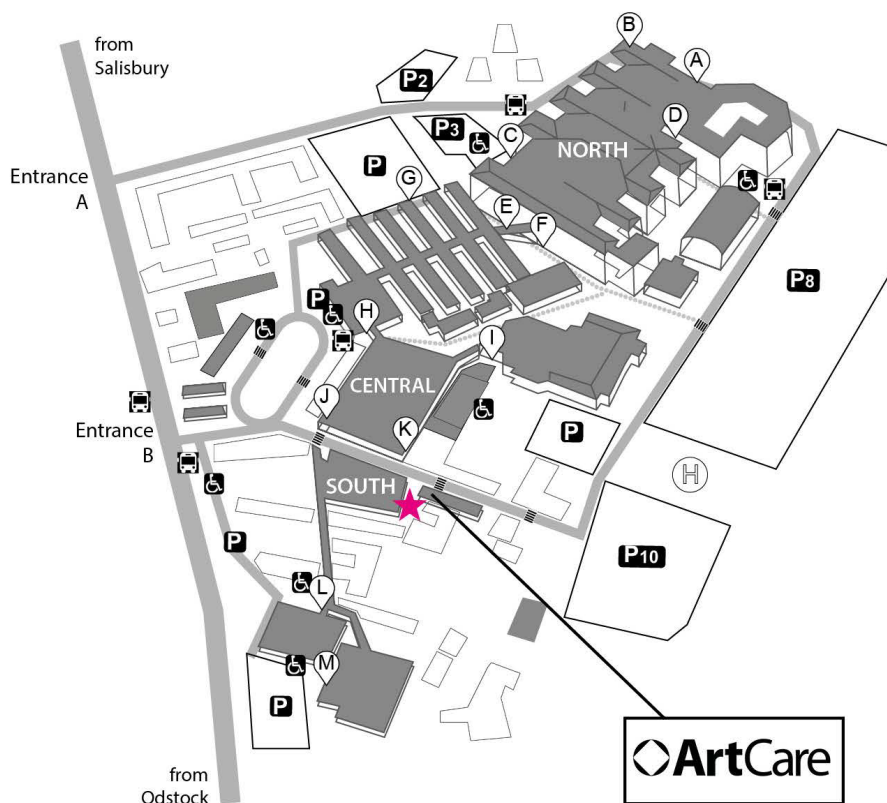 from
Salisbury
B
A
P2
P3
C
D
NORTH
Entrance
A
P
G
E
F
P8
P
H
I
CENTRAL
J
K
P
Entrance
B
H
SOUTH
P
P10
L
M
P
ArtCare
from
Odstock